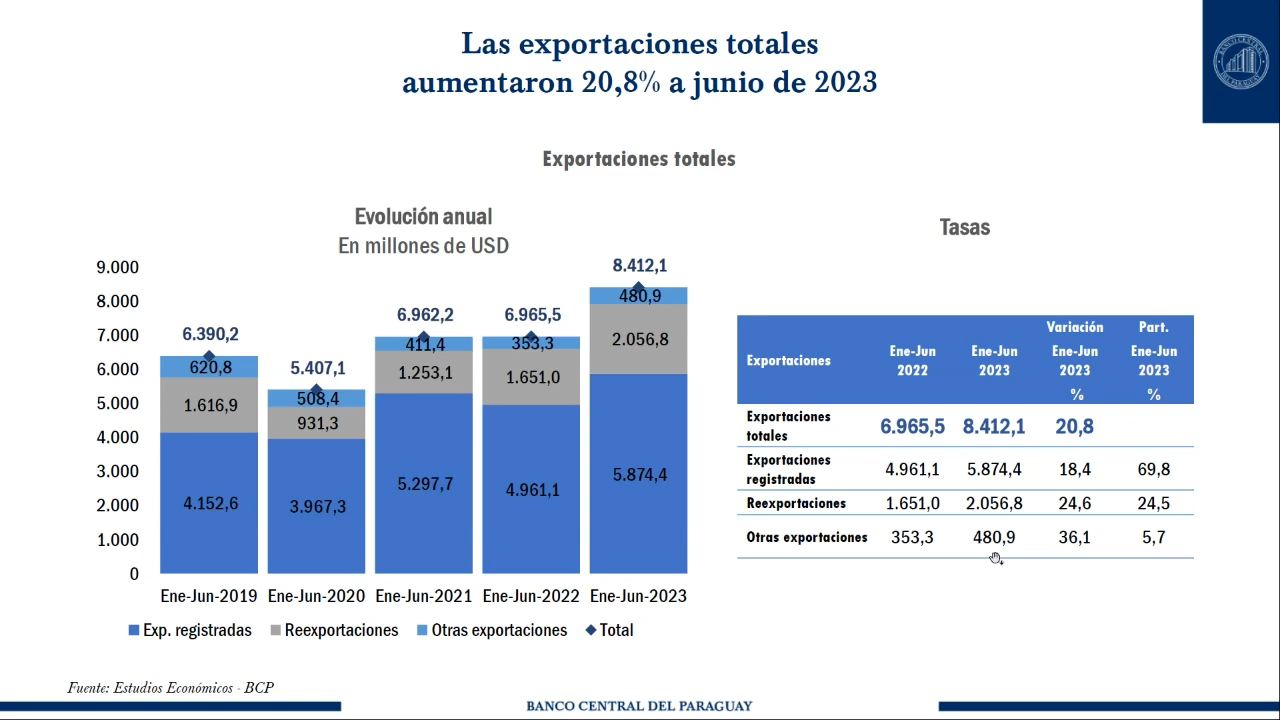 Las exportaciones totales
aumentaron 20,8% a junio de 2023
BANCO CENTRAL
DEL PARAGUAY
Exportaciones totales
Evolución anual
En millones de USD
9.000
8.000
7.000
6.000
5.000
4.000
3.000
2.000
1.000
0
6.390,2
620,8
1.616,9
4.152,6
5.407,1
508,4
931,3
3.967,3
6.962,2
411,4
1.253,1
5.297,7
6.965,5
353,3
1.651,0
4.961,1
8.412,1
480,9
2.056,8
5.874,4
Ene-Jun-2019 Ene-Jun-2020 Ene-Jun-2021 Ene-Jun-2022 Ene-Jun-2023
Exp. registradas Reexportaciones Otras exportaciones Total
Tasas
Exportaciones
Ene-Jun
2022
Ene-Jun
2023
Variación
Ene-Jun
2023
%
Part.
Ene-Jun
2023
%
Exportaciones
totales
6.965,5 8.412,1 20,8
Exportaciones
registradas
4.961,1 5.874,4 18,4 69,8
Reexportaciones 1.651,0 2.056,8 24,6 24,5
Otras exportaciones 353,3 480,9 36,1 5,7
Fuente: Estudios Económicos - BCP
BANCO CENTRAL DEL PARAGUAY